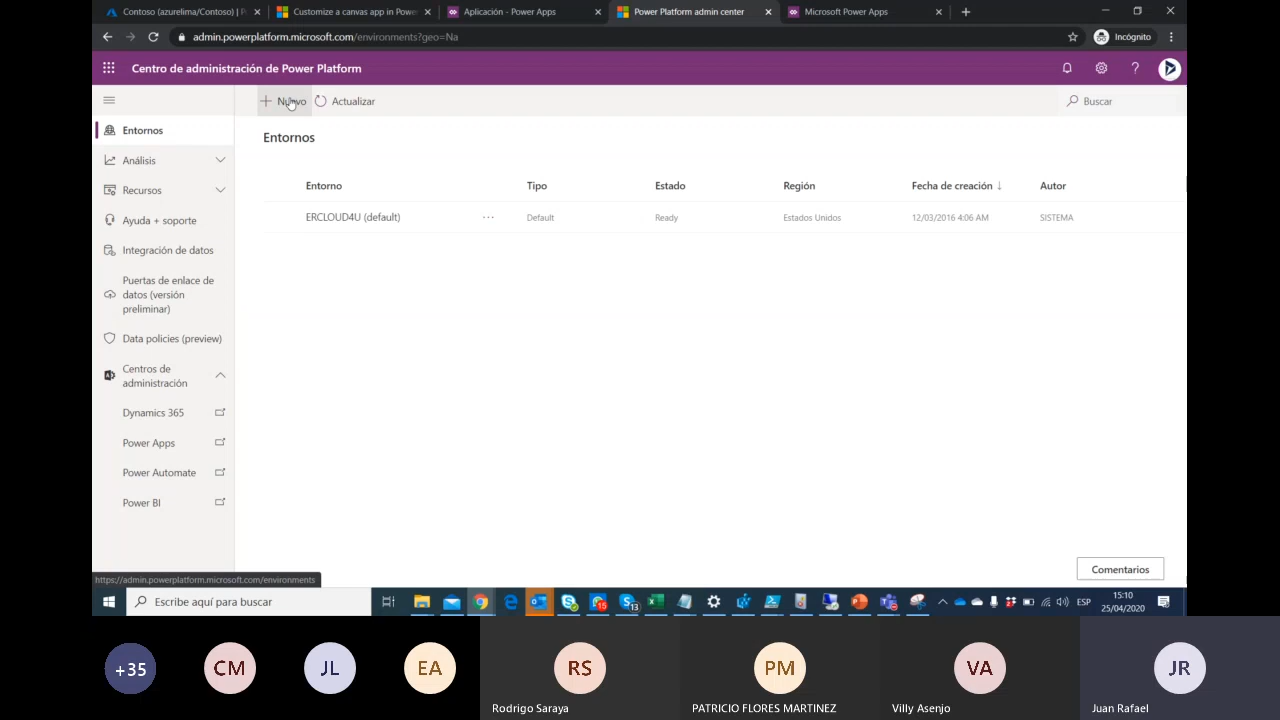 Contoso (azurelima/Contoso) | P
Customize a canvas app in Powe
Aplicación - Power Apps
Power Platform admin center
Microsoft Power Apps
admin.powerplatform.microsoft.com/environments?geo=Na
Incógnito
Centro de administración de Power Platform
Nuevo
Actualizar
Buscar
Entornos
Análisis
Recursos
Ayuda + soporte
Integración de datos
Puertas de enlace de
datos (versión
preliminar)
Data policies (preview)
Centros de
administración
Dynamics 365
Power Apps
Power Automate
Power BI
Entornos
Entorno Tipo Estado Región Fecha de creación ↓ Autor
ERCLOUD4U (default) ... Default Ready Estados Unidos 12/03/2016 4:06 AM SISTEMA
Comentarios
https://admin.powerplatform.microsoft.com/environments
Escribe aquí para buscar
15
13
ESP
15:10
25/04/2020
+35
CM
JL
EA
RS
PM
VA
JR
Rodrigo Saraya
PATRICIO FLORES MARTINEZ
Villy Asenjo
Juan Rafael